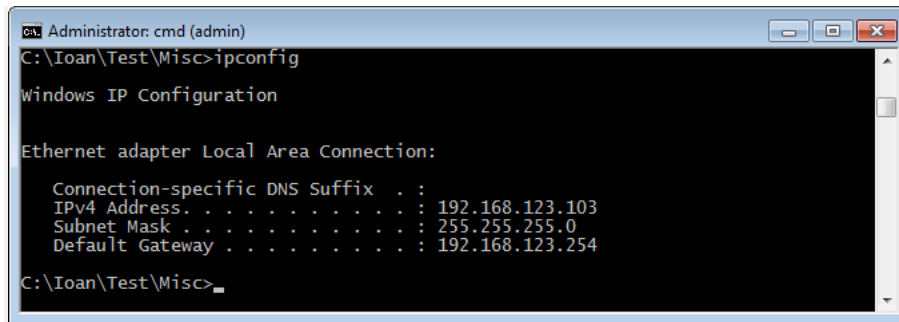 Administrator: cmd (admin)
C:\Ioan\Test\Misc>ipconfig
Windows IP Configuration
Ethernet adapter Local Area Connection:
Connection-specific DNS Suffix  . :
IPv4 Address. . . . . . . . . . . : 192.168.123.103
Subnet Mask . . . . . . . . . . . : 255.255.255.0
Default Gateway . . . . . . . . . : 192.168.123.254
C:\Ioan\Test\Misc>_